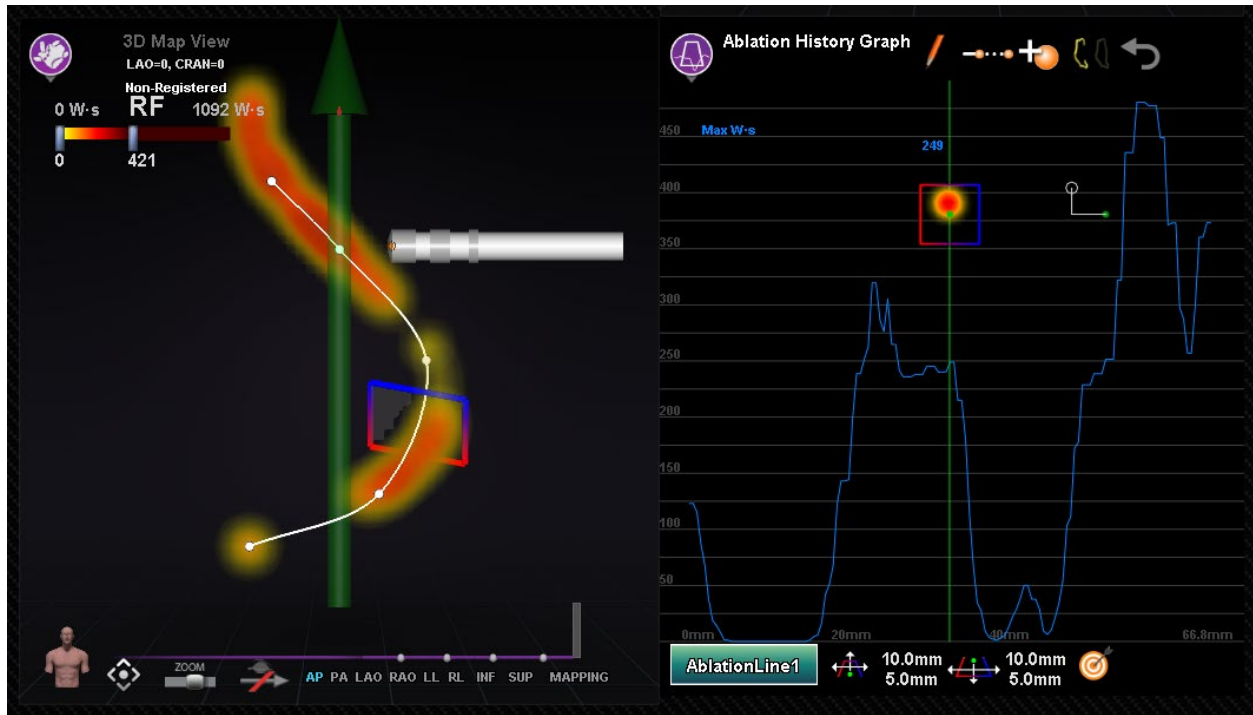 3D Map View
LAO=0, CRAN=0
Non-Registered
0 W·s RF 1092 W·s
0 421
ZOOM
AP PA LAO RAO LL RL INF SUP MAPPING
Ablation History Graph
Max W·s
450
249
400
350
300
250
200
150
100
50
0mm 20mm 40mm 66.8mm
AblationLine1
10.0mm 10.0mm
5.0mm 5.0mm